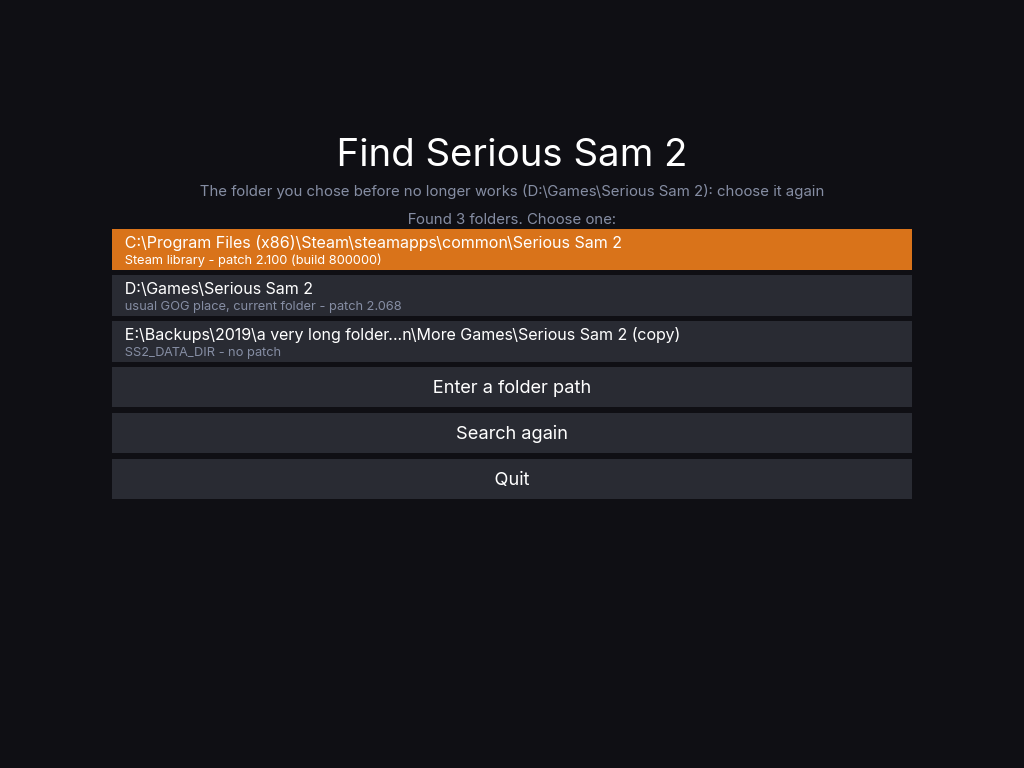 Find Serious Sam 2
The folder you chose before no longer works (D:\Games\Serious Sam 2): choose it again
Found 3 folders. Choose one:
C:\Program Files (x86)\Steam\steamapps\common\Serious Sam 2
Steam library - patch 2.100 (build 800000)
D:\Games\Serious Sam 2
usual GOG place, current folder - patch 2.068
E:\Backups\2019\a very long folder...n\More Games\Serious Sam 2 (copy)
SS2_DATA_DIR - no patch
Enter a folder path
Search again
Quit